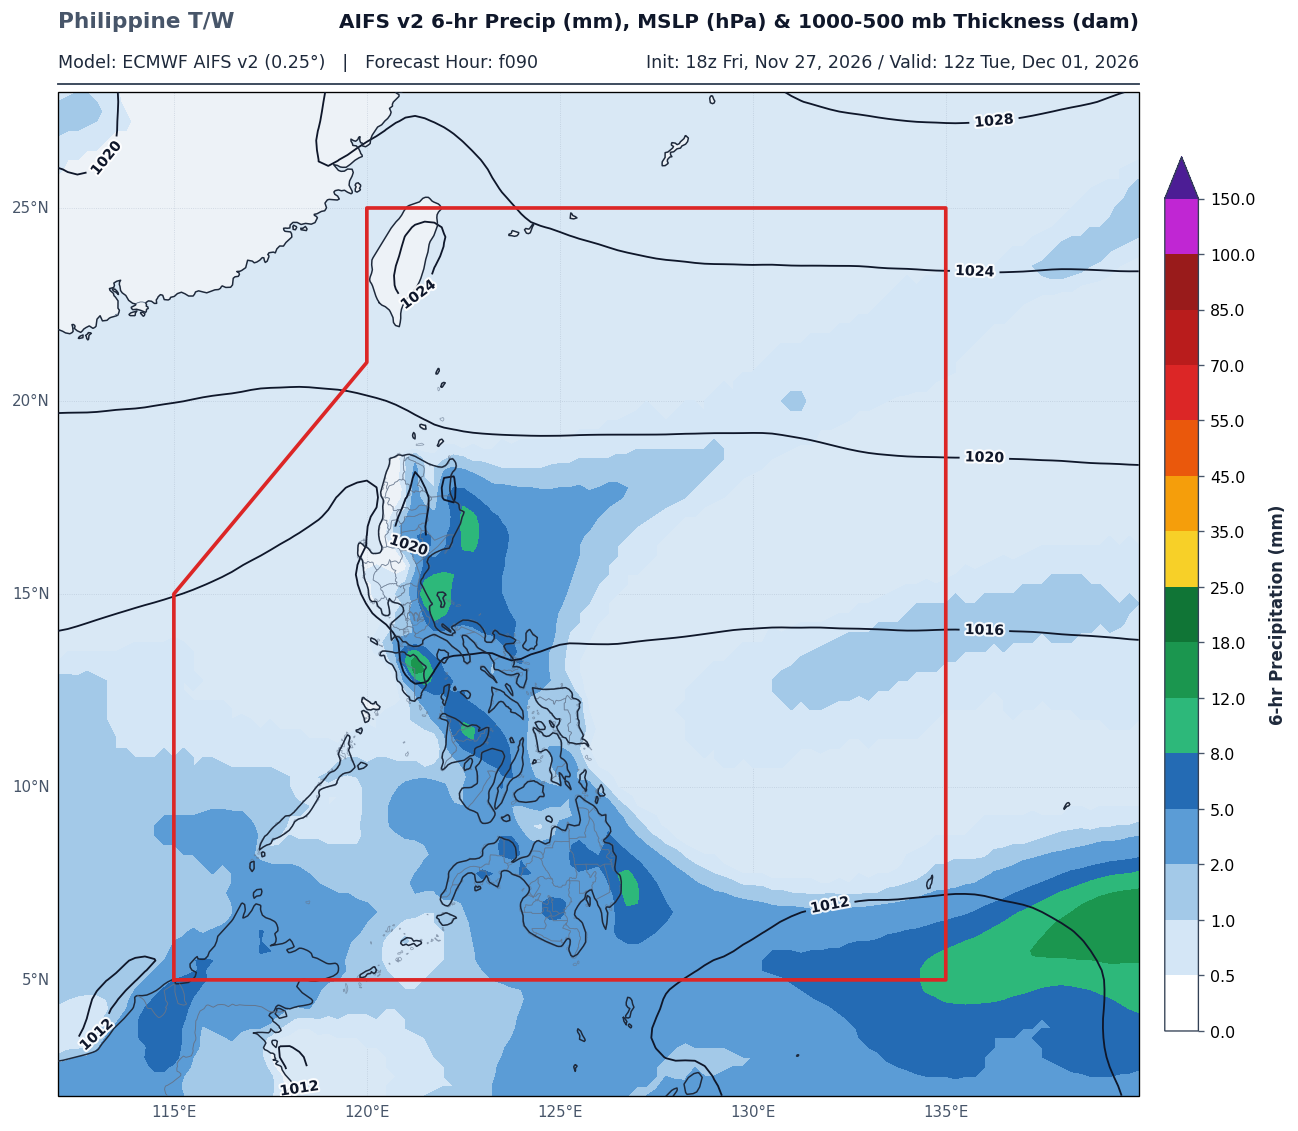 Philippine T/W
AIFS v2 6-hr Precip (mm), MSLP (hPa) & 1000-500 mb Thickness (dam)
Model: ECMWF AIFS v2 (0.25°) | Forecast Hour: f090
Init: 18z Fri, Nov 27, 2026 / Valid: 12z Tue, Dec 01, 2026
1028
1020
25°N
1024
1024
20°N
1020
1020
15°N
1016
10°N
1012
5°N
1012
1012
115°E
120°E
125°E
130°E
135°E
150.0
100.0
85.0
70.0
55.0
45.0
35.0
25.0
18.0
12.0
8.0
5.0
2.0
1.0
0.5
0.0
6-hr Precipitation (mm)